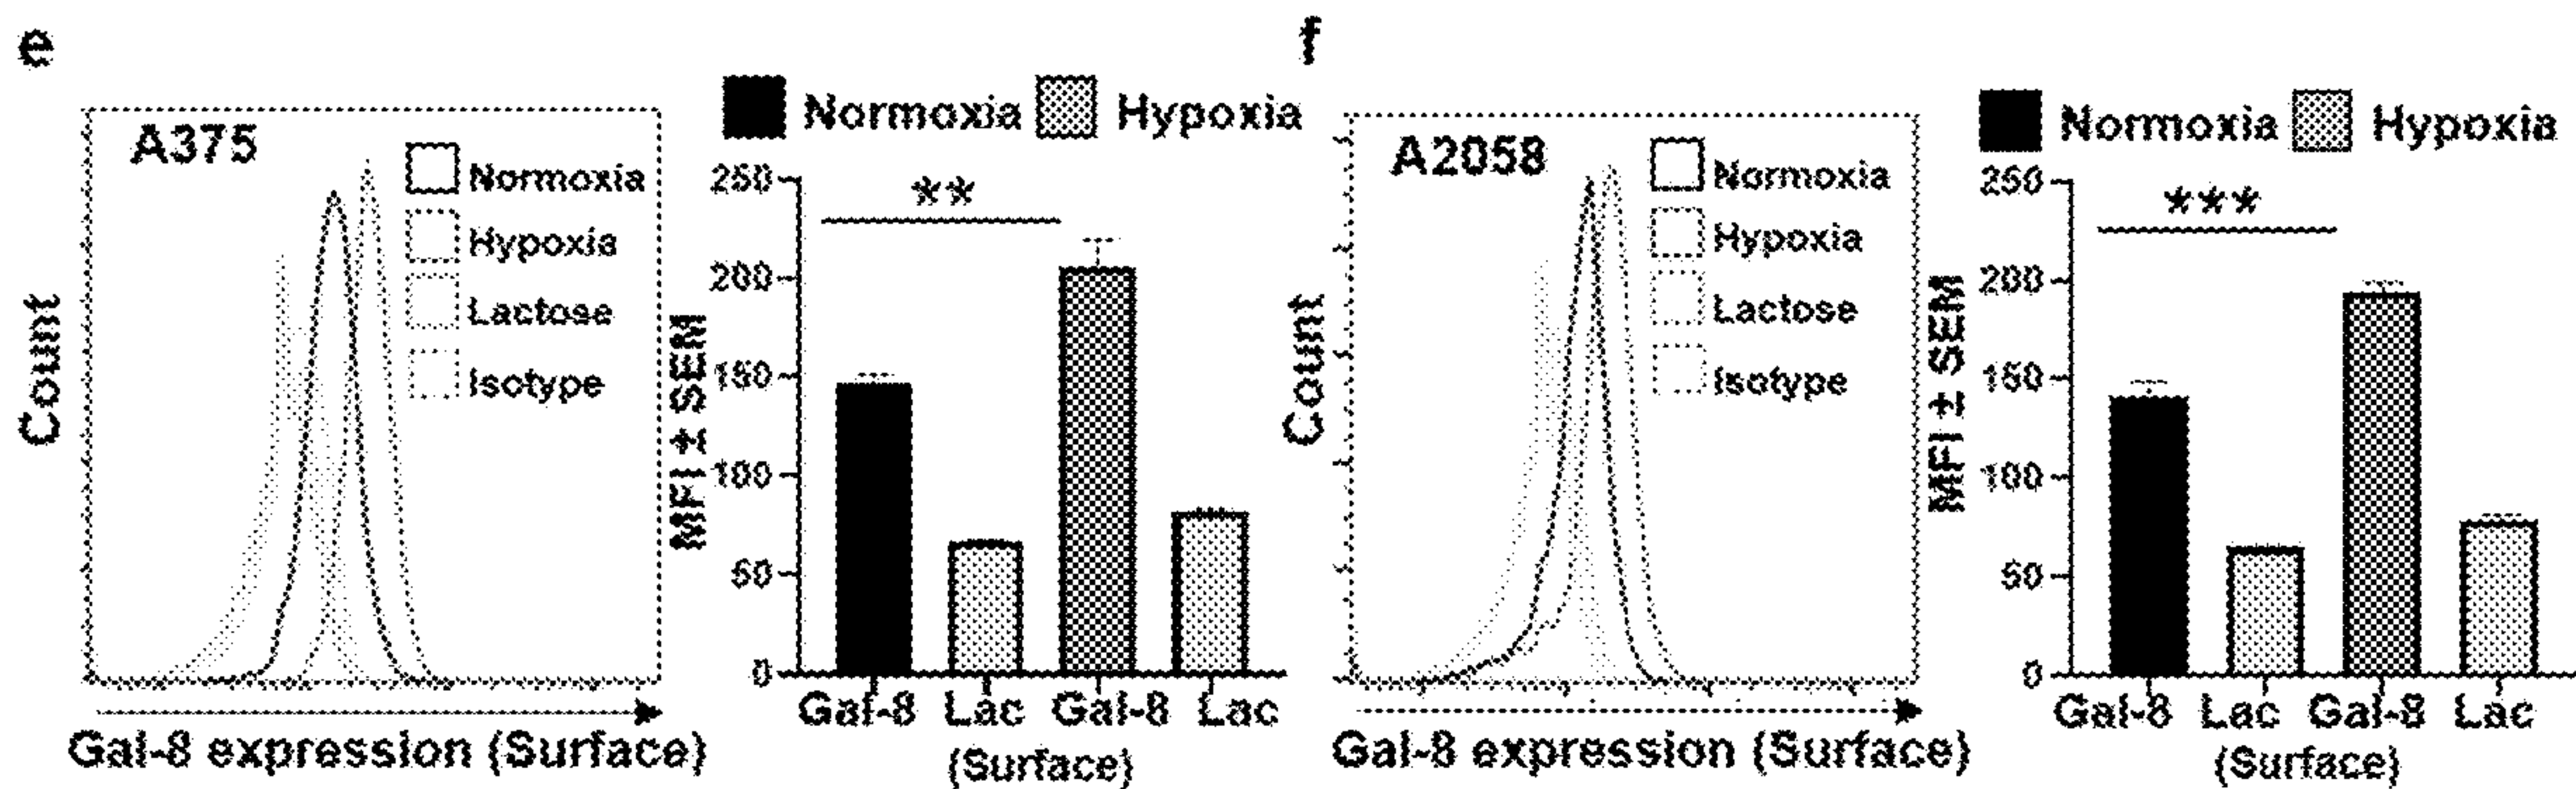 e
A375
Normoxia
Hypoxia
Lactose
Isotype
Count
Gal-8 expression (Surface)
Normoxia Hypoxia
**
250
200
150
100
50
0
MFI ± SEM
Gal-8 Lac Gal-8 Lac
(Surface)
f
A2058
Normoxia
Hypoxia
Lactose
Isotype
Count
Gal-8 expression (Surface)
Normoxia Hypoxia
***
250
200
150
100
50
0
MFI ± SEM
Gal-8 Lac Gal-8 Lac
(Surface)